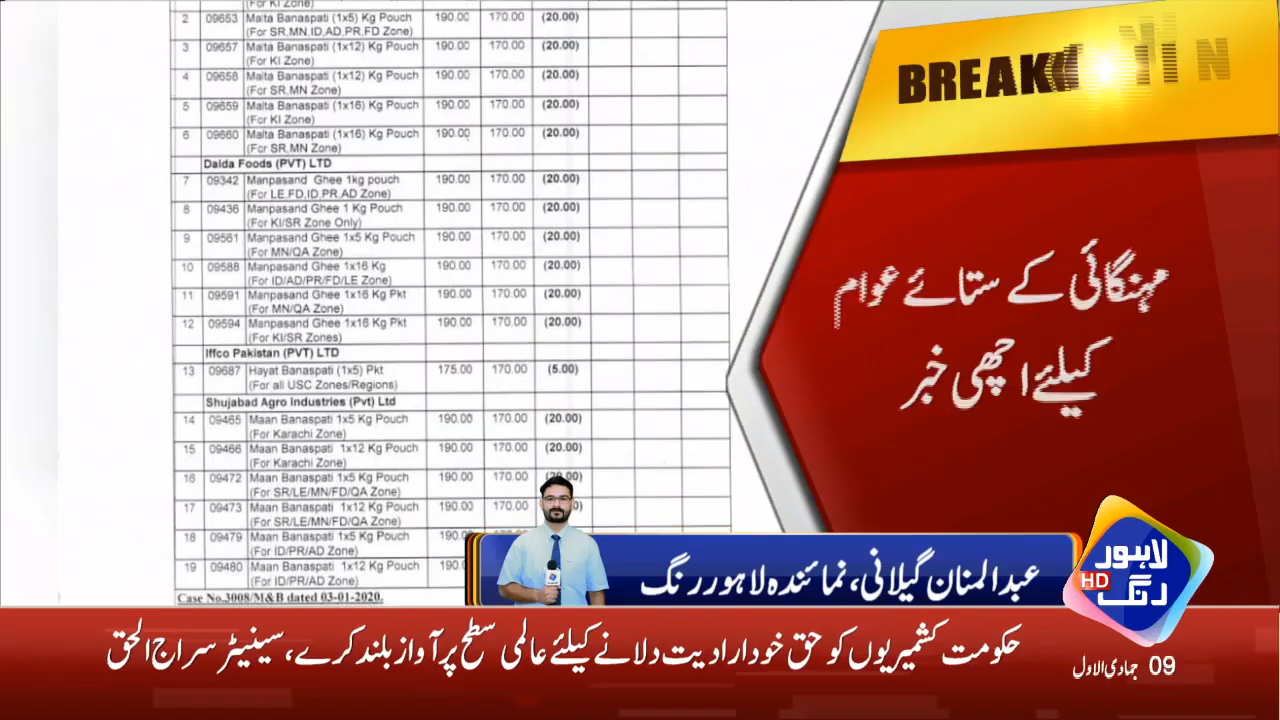 (For KI Zone)
2 09653 Malta Banaspati (1x5) Kg Pouch 190.00 170.00 (20.00)
(For SR,MN,ID,AD,PR,FD Zone)
3 09657 Malta Banaspati (1x12) Kg Pouch 190.00 170.00 (20.00)
(For KI Zone)
4 09658 Malta Banaspati (1x12) Kg Pouch 190.00 170.00 (20.00)
(For SR,MN Zone)
5 09659 Malta Banaspati (1x16) Kg Pouch 190.00 170.00 (20.00)
(For KI Zone)
6 09660 Malta Banaspati (1x16) Kg Pouch 190.00 170.00 (20.00)
(For SR,MN Zone)
Dalda Foods (PVT) LTD
7 09342 Manpasand Ghee 1kg pouch 190.00 170.00 (20.00)
(For LE,FD,ID,PR,AD Zone)
8 09436 Manpasand Ghee 1 Kg Pouch 190.00 170.00 (20.00)
(For KI/SR Zone Only)
9 09561 Manpasand Ghee 1x5 Kg Pouch 190.00 170.00 (20.00)
(For MN/QA Zone)
10 09588 Manpasand Ghee 1x16 Kg 190.00 170.00 (20.00)
(For ID/AD/PR/FD/LE Zone)
11 09591 Manpasand Ghee 1x16 Kg Pkt 190.00 170.00 (20.00)
(For MN/QA Zone)
12 09594 Manpasand Ghee 1x16 Kg Pkt 190.00 170.00 (20.00)
(For KI/SR Zones)
Iffco Pakistan (PVT) LTD
13 09687 Hayat Banaspati (1x5) Pkt 175.00 170.00 (5.00)
(For all USC Zones/Regions)
Shujabad Agro Industries (Pvt) Ltd
14 09465 Maan Banaspati 1x5 Kg Pouch 190.00 170.00 (20.00)
(For Karachi Zone)
15 09466 Maan Banaspati 1x12 Kg Pouch 190.00 170.00 (20.00)
(For Karachi Zone)
16 09472 Maan Banaspati 1x5 Kg Pouch 190.00 170.00 (20.00)
(For SR/LE/MN/FD/QA Zone)
17 09473 Maan Banaspati 1x12 Kg Pouch 190.00 170.00
(For SR/LE/MN/FD/QA Zone)
18 09479 Maan Banaspati 1x5 Kg Pouch 190.00
(For ID/PR/AD Zone)
19 09480 Maan Banaspati 1x12 Kg Pouch 190.0
(For ID/PR/AD Zone)
Case No.3008/M&B dated 03-01-2020.
BREAK
مہنگائی کے ستائے عوام
کیلئے اچھی خبر
عبدالمنان گیلانی، نمائندہ لاہور رنگ
لاہور
رنگ HD
حکومت کشمیریوں کو حق خود ارادیت دلانے کیلئے عالمی سطح پر آواز بلند کرے، سینیٹر سراج الحق
09 جمادی الاول